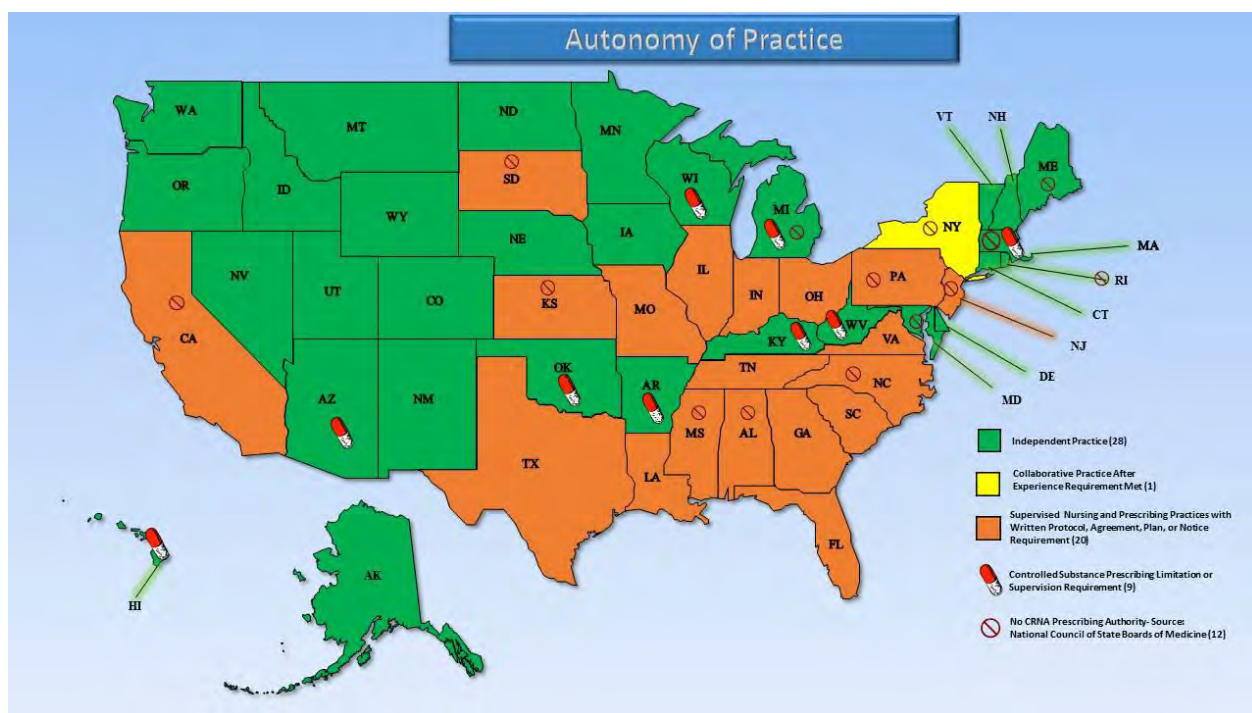 Autonomy of Practice
WA
MT
ND
MN
VT
NH
ME
OR
ID
SD
WI
MI
NY
WY
MA
NE
IA
RI
PA
NV
UT
CO
IL
IN
OH
CT
KS
MO
WV
NJ
CA
KY
VA
DE
OK
TN
NC
MD
AZ
NM
AR
SC
MS
AL
GA
TX
LA
FL
AK
HI
Independent Practice (28)
Collaborative Practice After
Experience Requirement Met (1)
Supervised Nursing and Prescribing Practices with
Written Protocol, Agreement, Plan, or Notice
Requirement (20)
Controlled Substance Prescribing Limitation or
Supervision Requirement (9)
No CRNA Prescribing Authority- Source:
National Council of State Boards of Medicine (12)